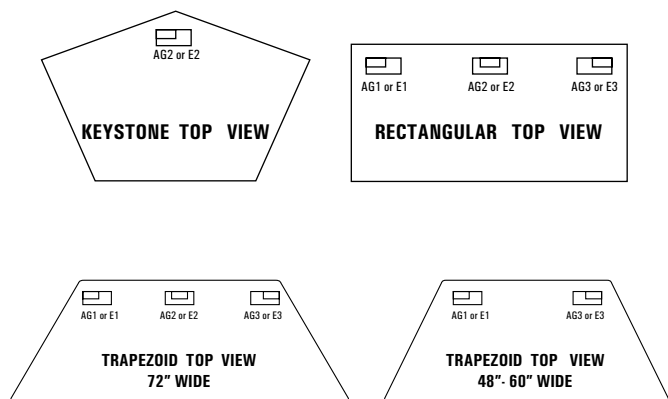 AG2 or E2
KEYSTONE TOP VIEW
AG1 or E1 AG2 or E2 AG3 or E3
RECTANGULAR TOP VIEW
AG1 or E1 AG2 or E2 AG3 or E3
TRAPEZOID TOP VIEW
72" WIDE
AG1 or E1 AG3 or E3
TRAPEZOID TOP VIEW
48"- 60" WIDE